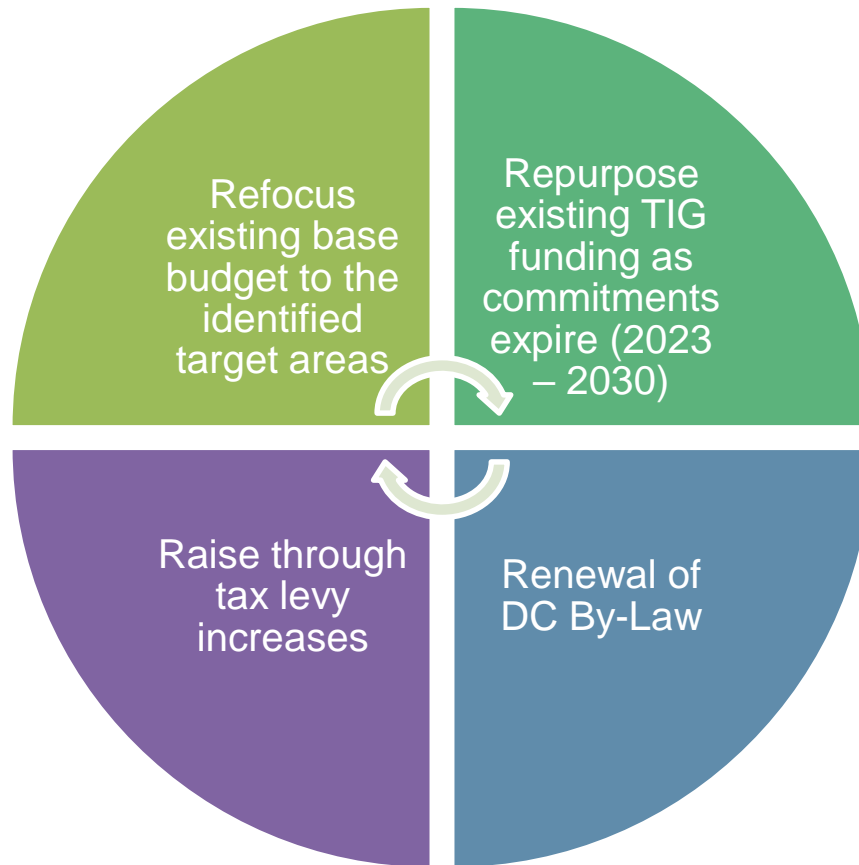 Refocus
existing base
budget to the
identified
target areas
Repurpose
existing TIG
funding as
commitments
expire (2023
– 2030)
Raise through
tax levy
increases
Renewal of
DC By-Law